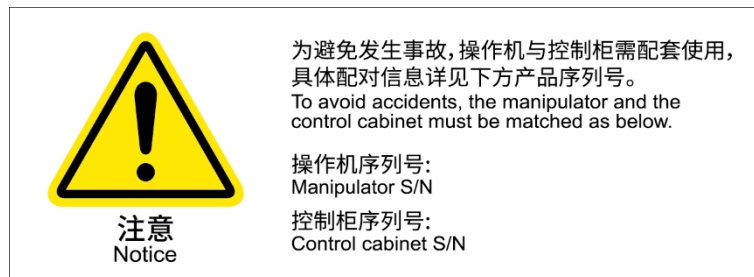 为避免发生事故，操作机与控制柜需配套使用，
具体配对信息详见下方产品序列号。
To avoid accidents, the manipulator and the
control cabinet must be matched as below.
操作机序列号:
Manipulator S/N
控制柜序列号:
Control cabinet S/N
注意
Notice